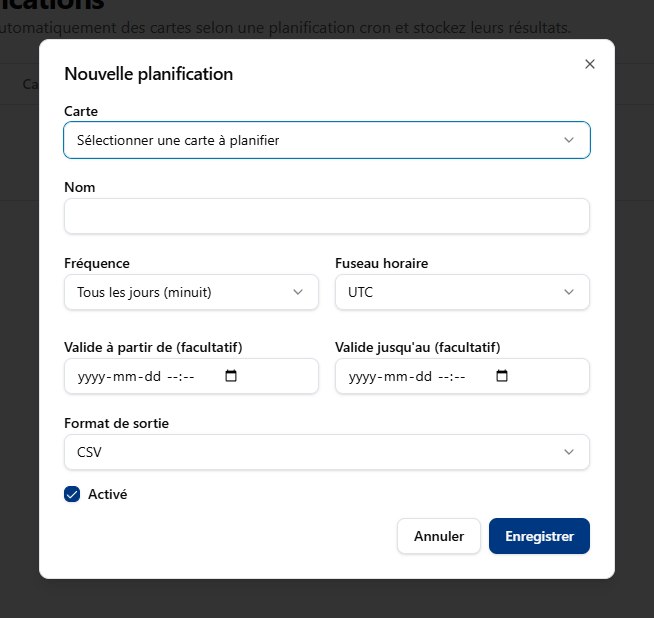 ications
utomatiquement des cartes selon une planification cron et stockez leurs résultats.
Ca
Nouvelle planification
Carte
Sélectionner une carte à planifier
Nom
Fréquence
Fuseau horaire
Tous les jours (minuit)
UTC
Valide à partir de (facultatif)
Valide jusqu'au (facultatif)
yyyy-mm-dd --:--
yyyy-mm-dd --:--
Format de sortie
CSV
Activé
Annuler
Enregistrer